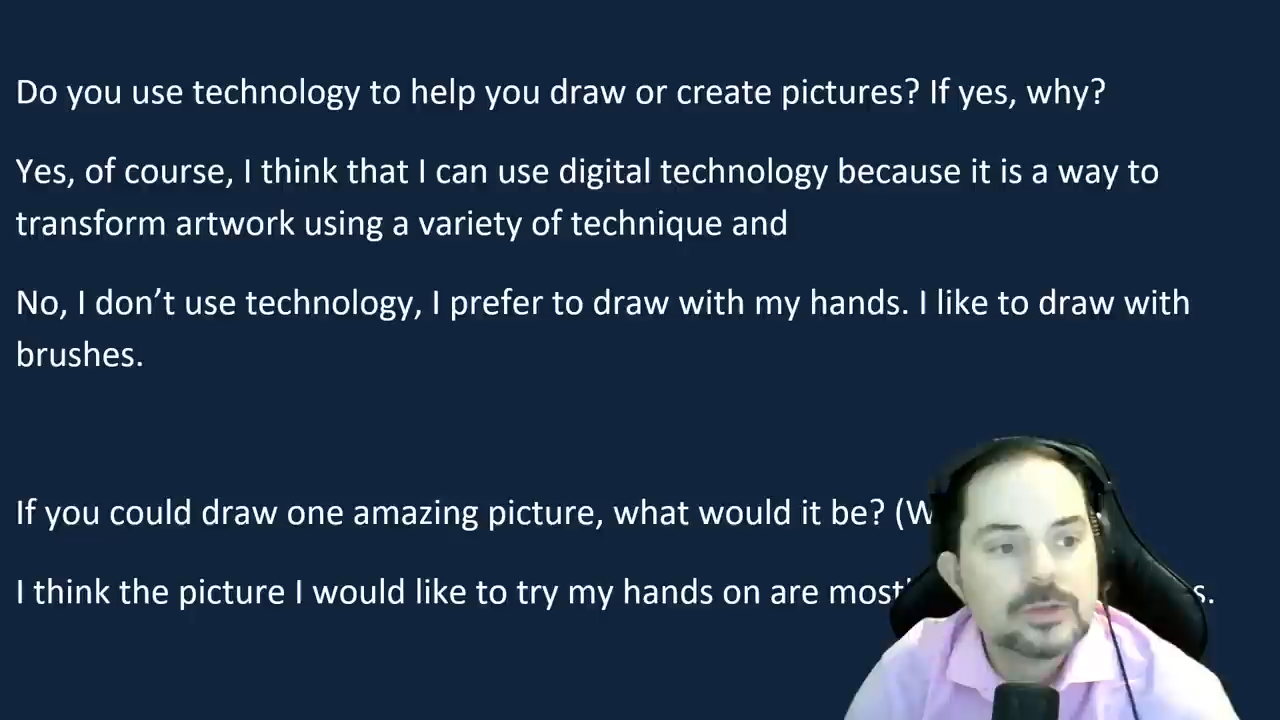 Do you use technology to help you draw or create pictures? If yes, why?
Yes, of course, I think that I can use digital technology because it is a way to
transform artwork using a variety of technique and
No, I don’t use technology, I prefer to draw with my hands. I like to draw with
brushes.
If you could draw one amazing picture, what would it be? (
I think the picture I would like to try my hands on are